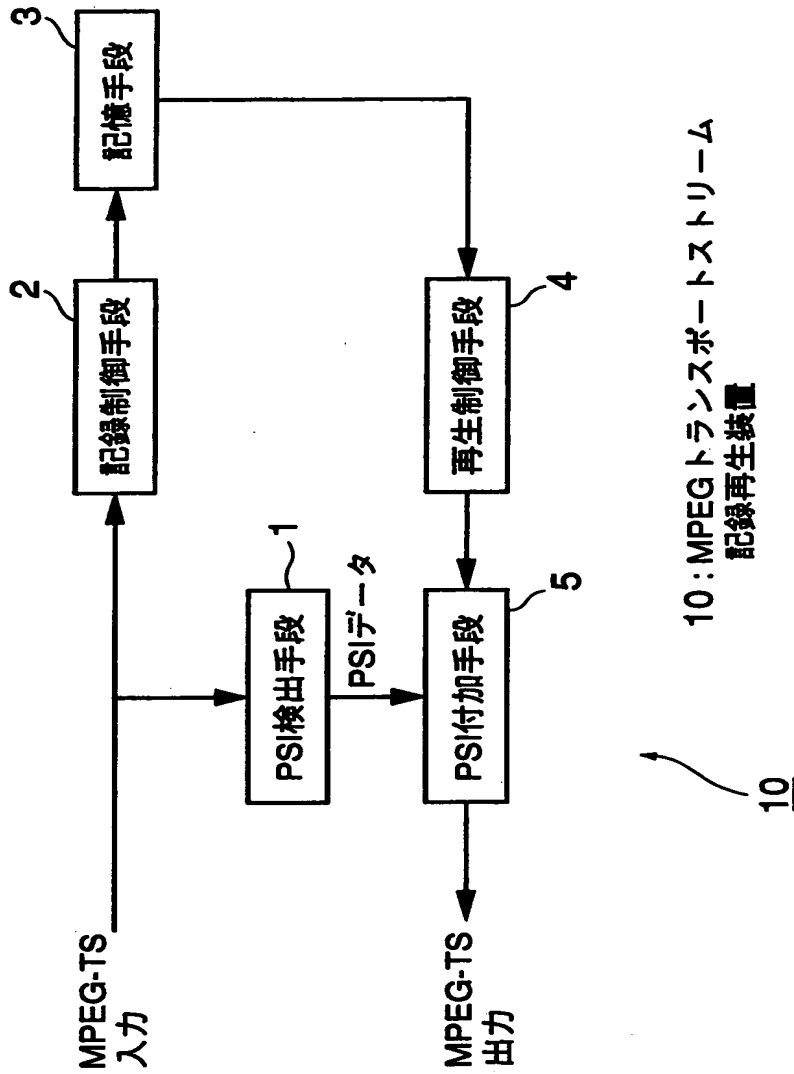 MPEG-TS
入力
2
記録制御手段
3
記憶手段
1
PSI検出手段
PSIデータ
4
再生制御手段
5
PSI付加手段
MPEG-TS
出力
10
10:MPEGトランスポートストリーム
記録再生装置